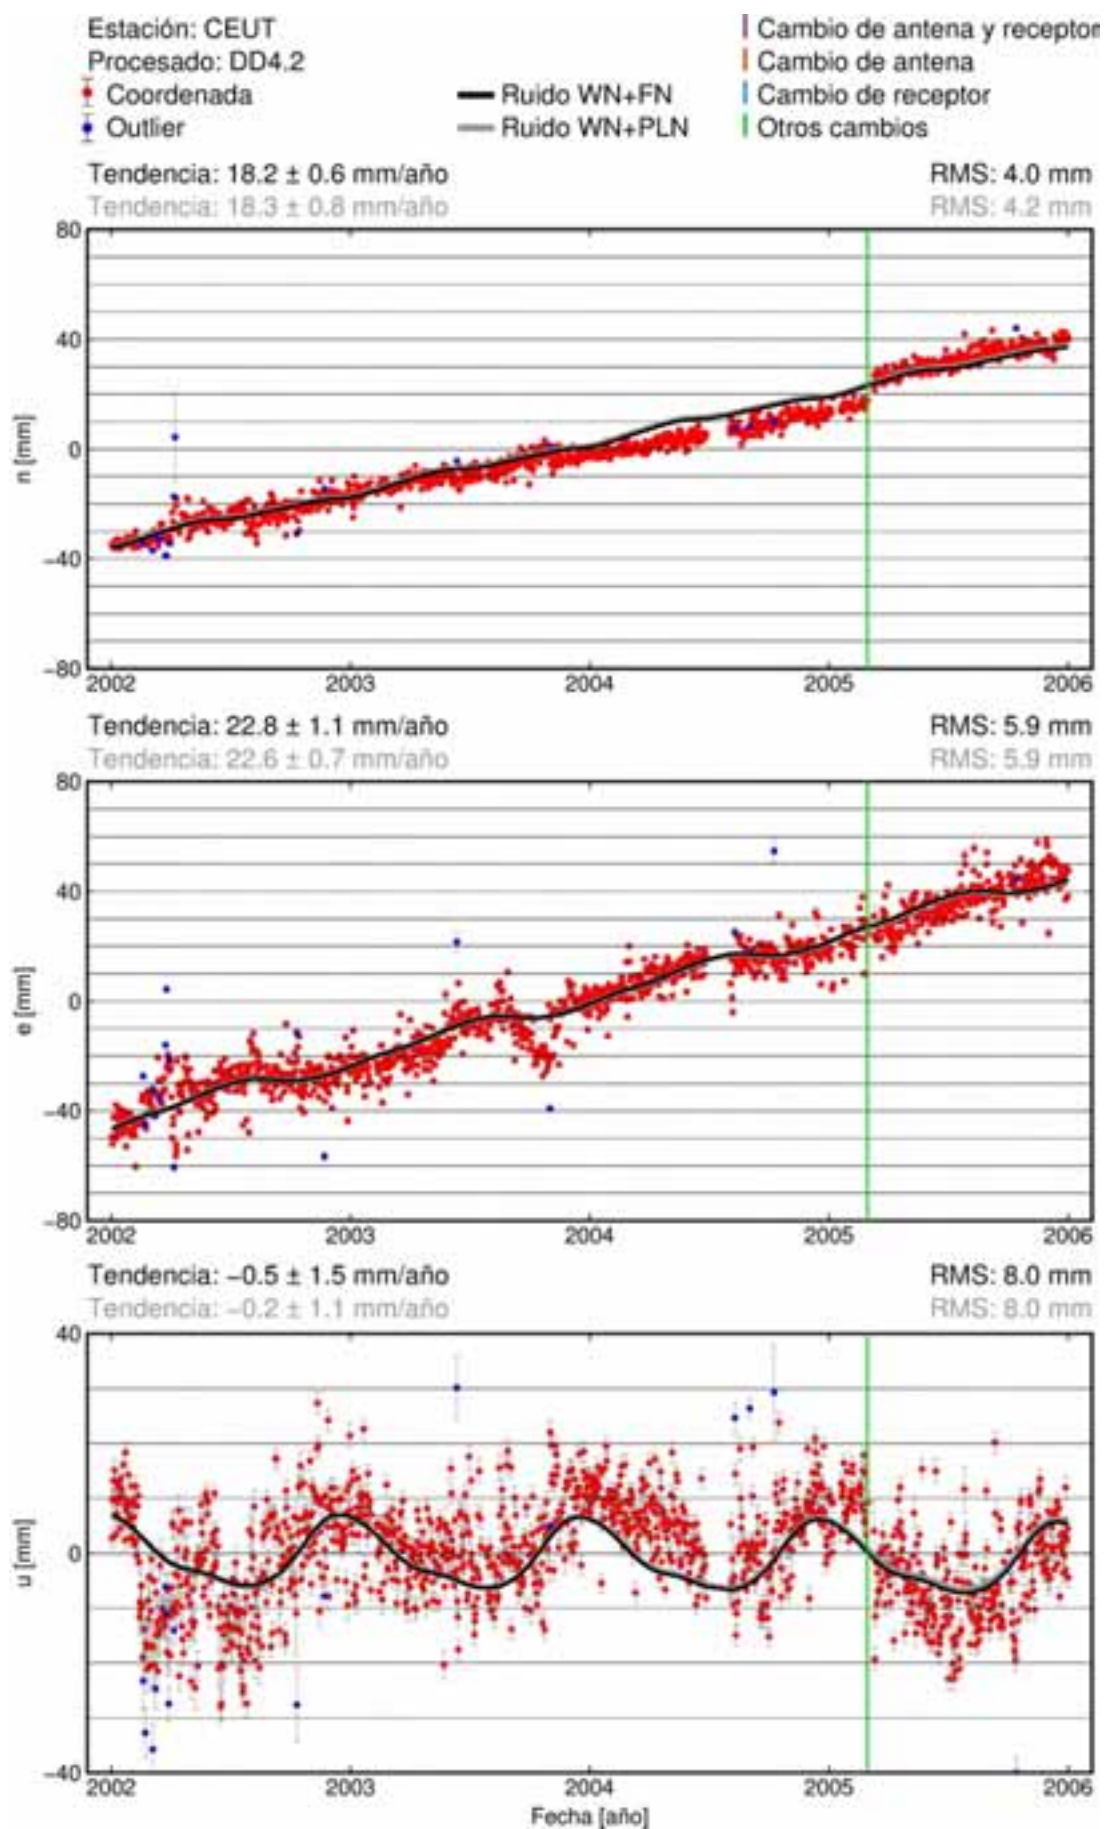 Estación: CEUT
Procesado: DD4.2
Coordenada
Outlier
Ruido WN+FN
Ruido WN+PLN
Cambio de antena y receptor
Cambio de antena
Cambio de receptor
Otros cambios
Tendencia: 18.2 ± 0.6 mm/año RMS: 4.0 mm
Tendencia: 18.3 ± 0.8 mm/año RMS: 4.2 mm
80
40
0
−40
−80
n [mm]
2002 2003 2004 2005 2006
Tendencia: 22.8 ± 1.1 mm/año RMS: 5.9 mm
Tendencia: 22.6 ± 0.7 mm/año RMS: 5.9 mm
80
40
0
−40
−80
e [mm]
2002 2003 2004 2005 2006
Tendencia: −0.5 ± 1.5 mm/año RMS: 8.0 mm
Tendencia: −0.2 ± 1.1 mm/año RMS: 8.0 mm
40
0
−40
u [mm]
2002 2003 2004 2005 2006
Fecha [año]